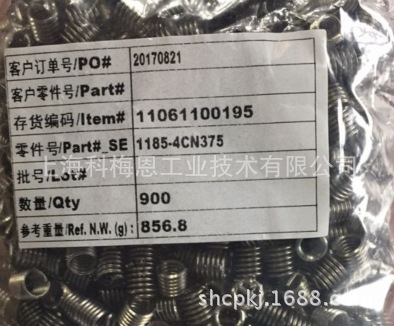 客户订单号/PO# 20170821
客户零件号/Part#
存货编码/Item# 11061100195
零件号/Part#_SE 1185-4CN375
上海科梅恩工业技术有限公司
批号/Lot#
数量/Qty 900
参考重量/Ref. N.W. (g): 856.8
shcpkj.1688.com